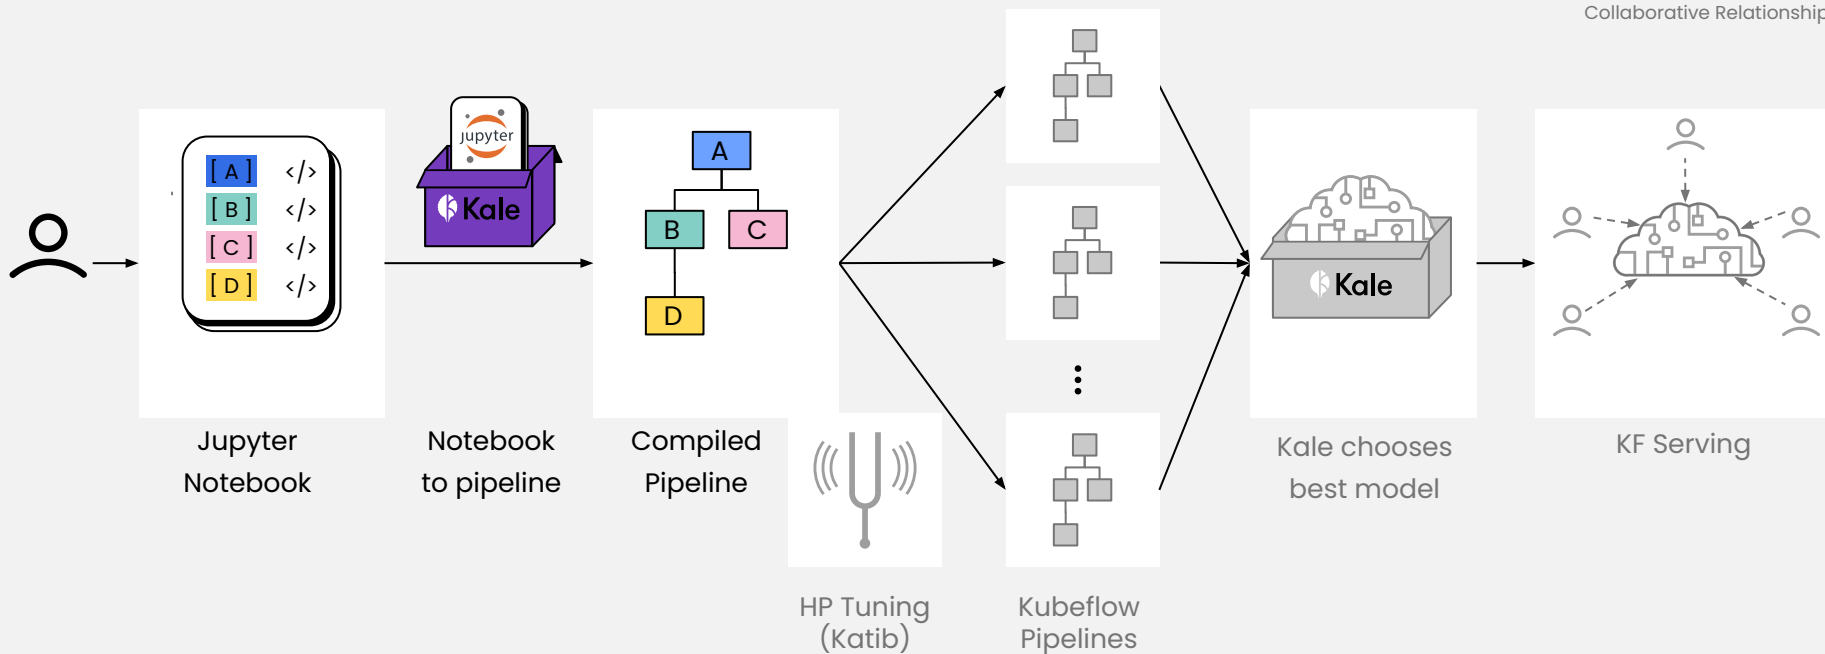 Collaborative Relationship
[ A ] </>
[ B ] </>
[ C ] </>
[ D ] </>
Jupyter
Notebook
jupyter
Kale
Notebook
to pipeline
A
B C
D
Compiled
Pipeline
HP Tuning
(Katib)
Kubeflow
Pipelines
Kale
Kale chooses
best model
KF Serving